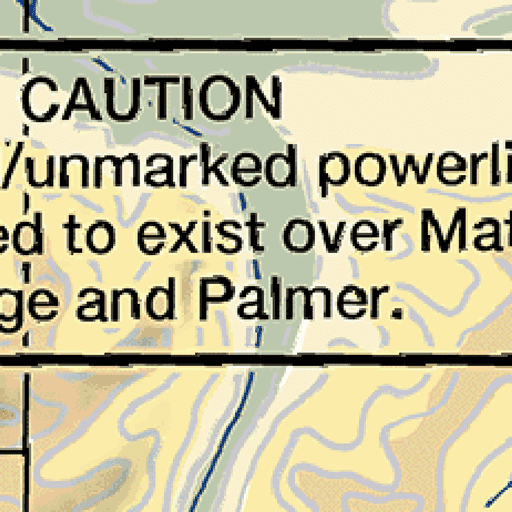 CAUTION
/unmarked powerli
ed to exist over Mat
ge and Palmer.